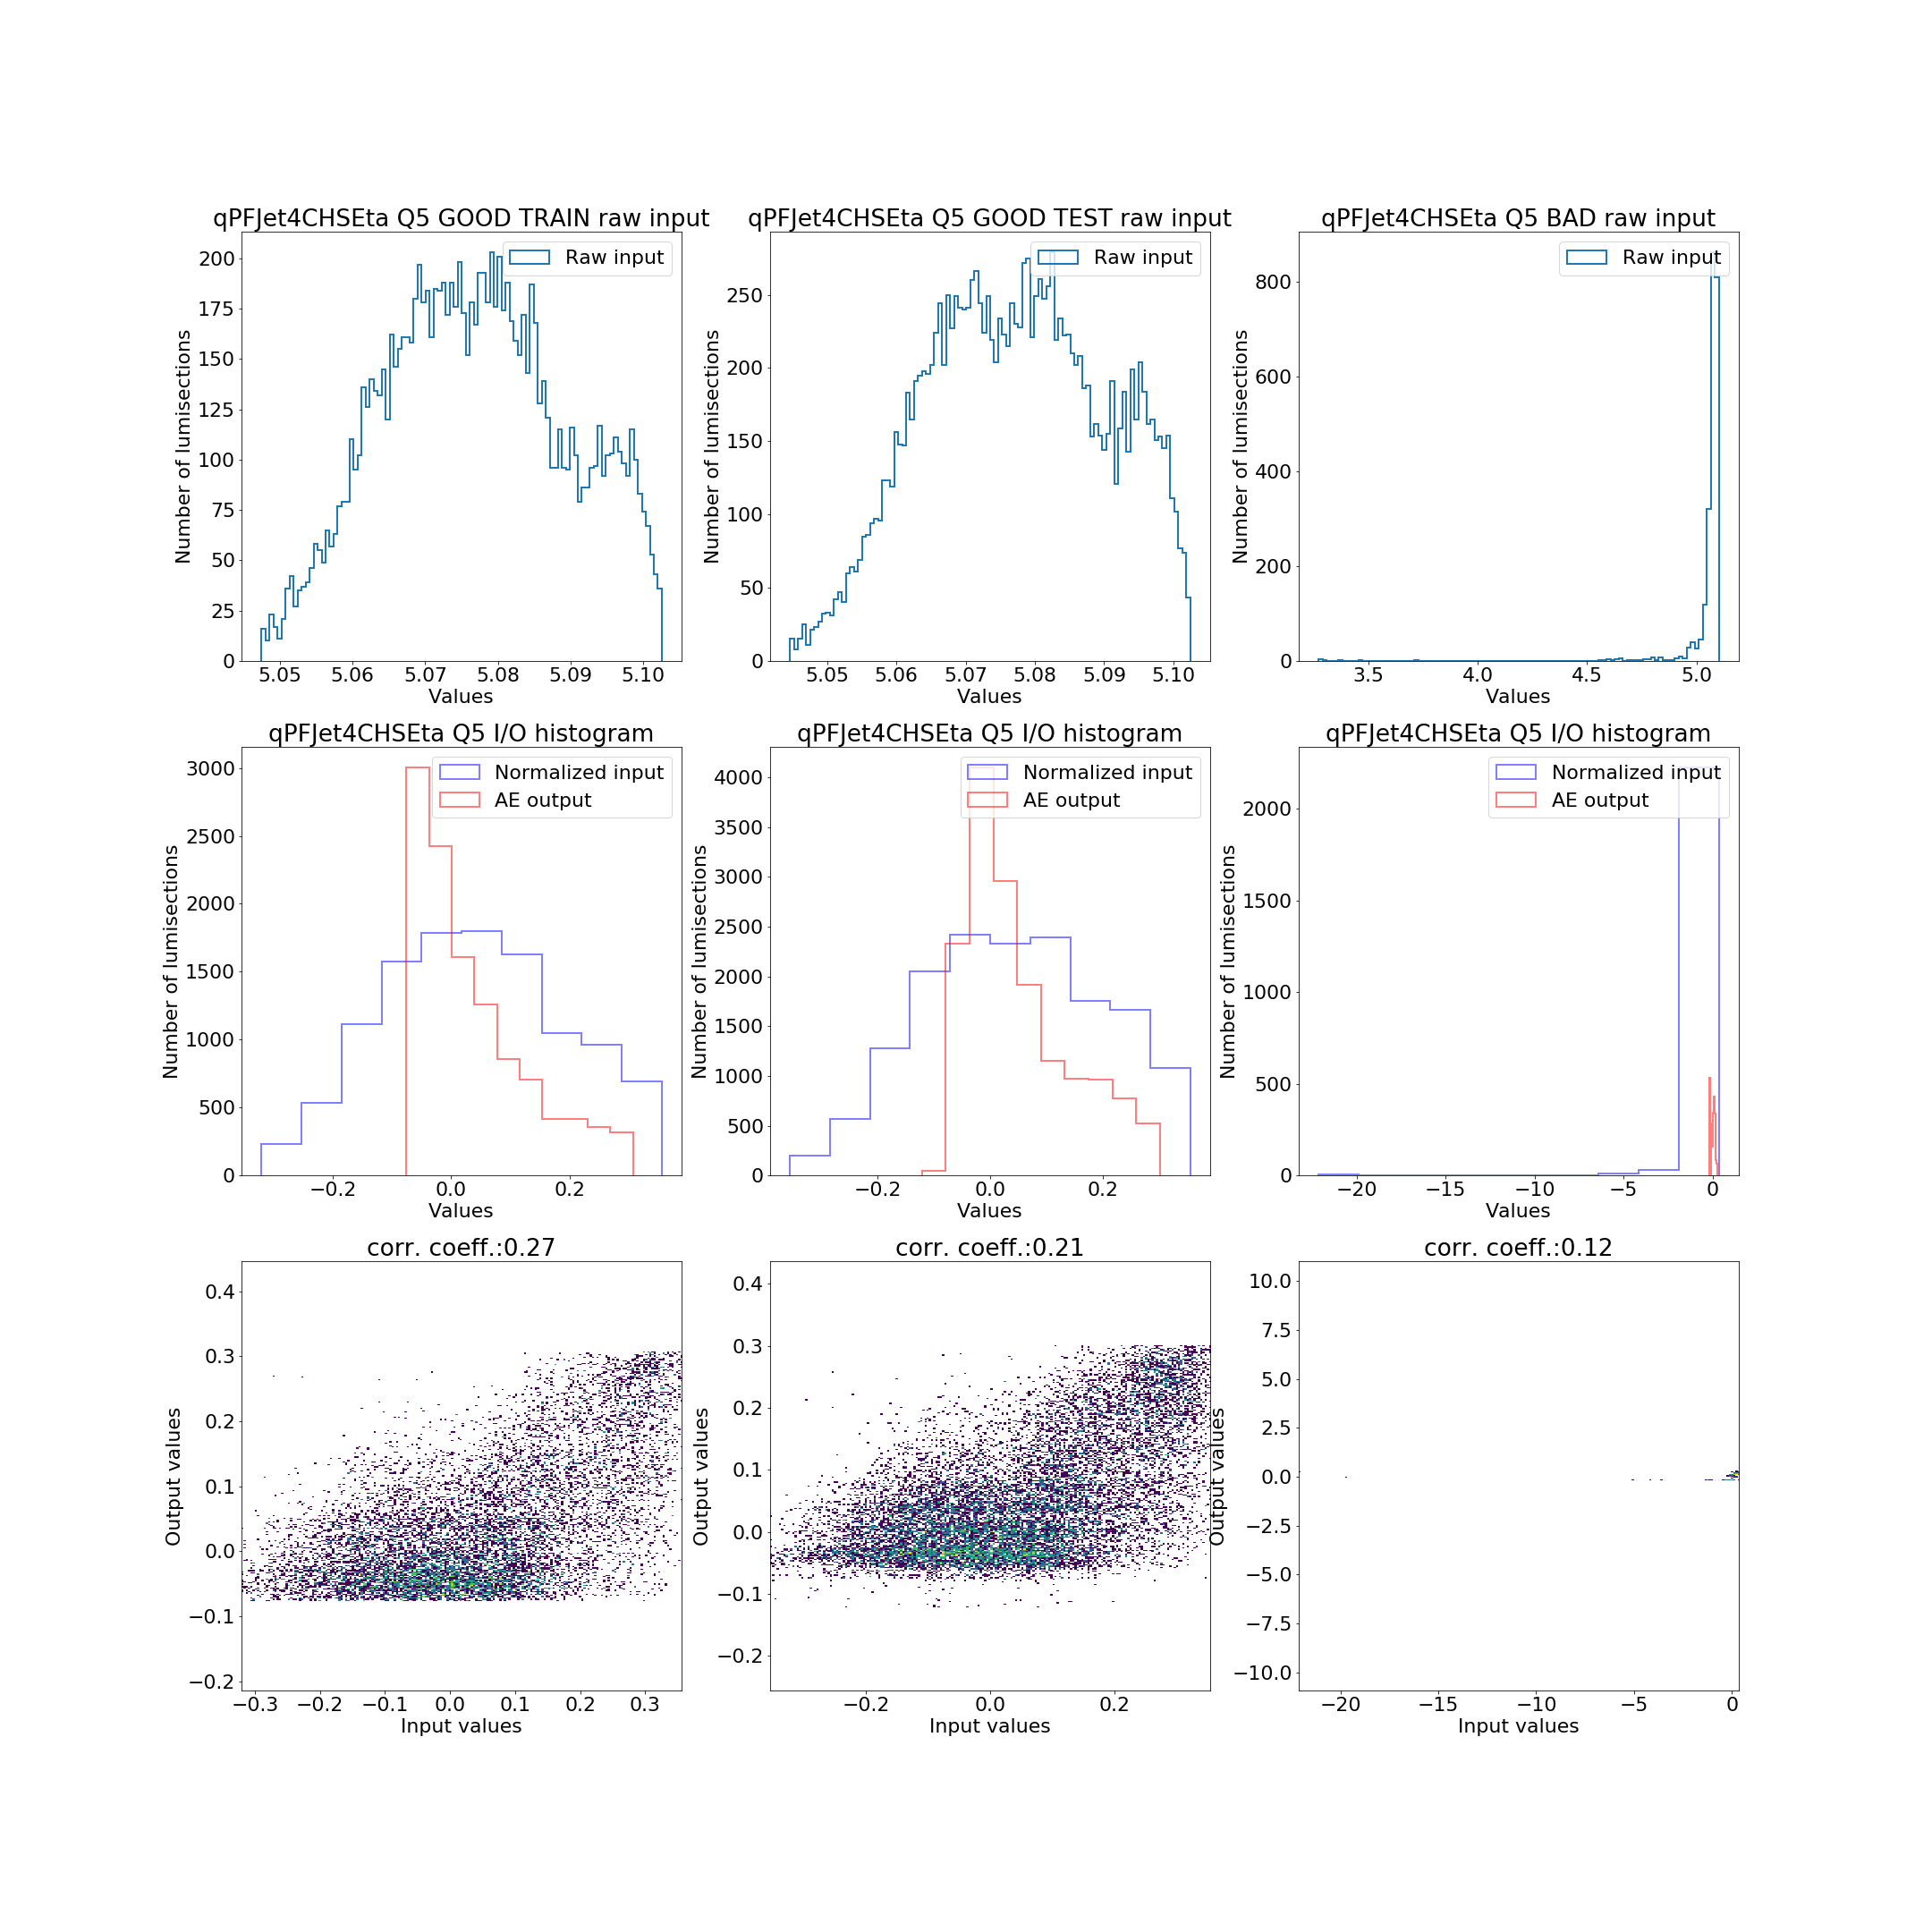 qPFJet4CHSEta Q5 GOOD TRAIN raw input
Raw input
Number of lumisections
200
175
150
125
100
75
50
25
0
5.05 5.06 5.07 5.08 5.09 5.10
Values
qPFJet4CHSEta Q5 GOOD TEST raw input
Raw input
Number of lumisections
250
200
150
100
50
0
5.05 5.06 5.07 5.08 5.09 5.10
Values
qPFJet4CHSEta Q5 BAD raw input
Raw input
Number of lumisections
800
600
400
200
0
3.5 4.0 4.5 5.0
Values
qPFJet4CHSEta Q5 I/O histogram
Normalized input
AE output
Number of lumisections
3000
2500
2000
1500
1000
500
0
−0.2 0.0 0.2
Values
qPFJet4CHSEta Q5 I/O histogram
Normalized input
AE output
Number of lumisections
4000
3500
3000
2500
2000
1500
1000
500
0
−0.2 0.0 0.2
Values
qPFJet4CHSEta Q5 I/O histogram
Normalized input
AE output
Number of lumisections
2000
1500
1000
500
0
−20 −15 −10 −5 0
Values
corr. coeff.:0.27
Output values
0.4
0.3
0.2
0.1
0.0
−0.1
−0.2
−0.3 −0.2 −0.1 0.0 0.1 0.2 0.3
Input values
corr. coeff.:0.21
Output values
0.4
0.3
0.2
0.1
0.0
−0.1
−0.2
−0.2 0.0 0.2
Input values
corr. coeff.:0.12
Output values
10.0
7.5
5.0
2.5
0.0
−2.5
−5.0
−7.5
−10.0
−20 −15 −10 −5 0
Input values